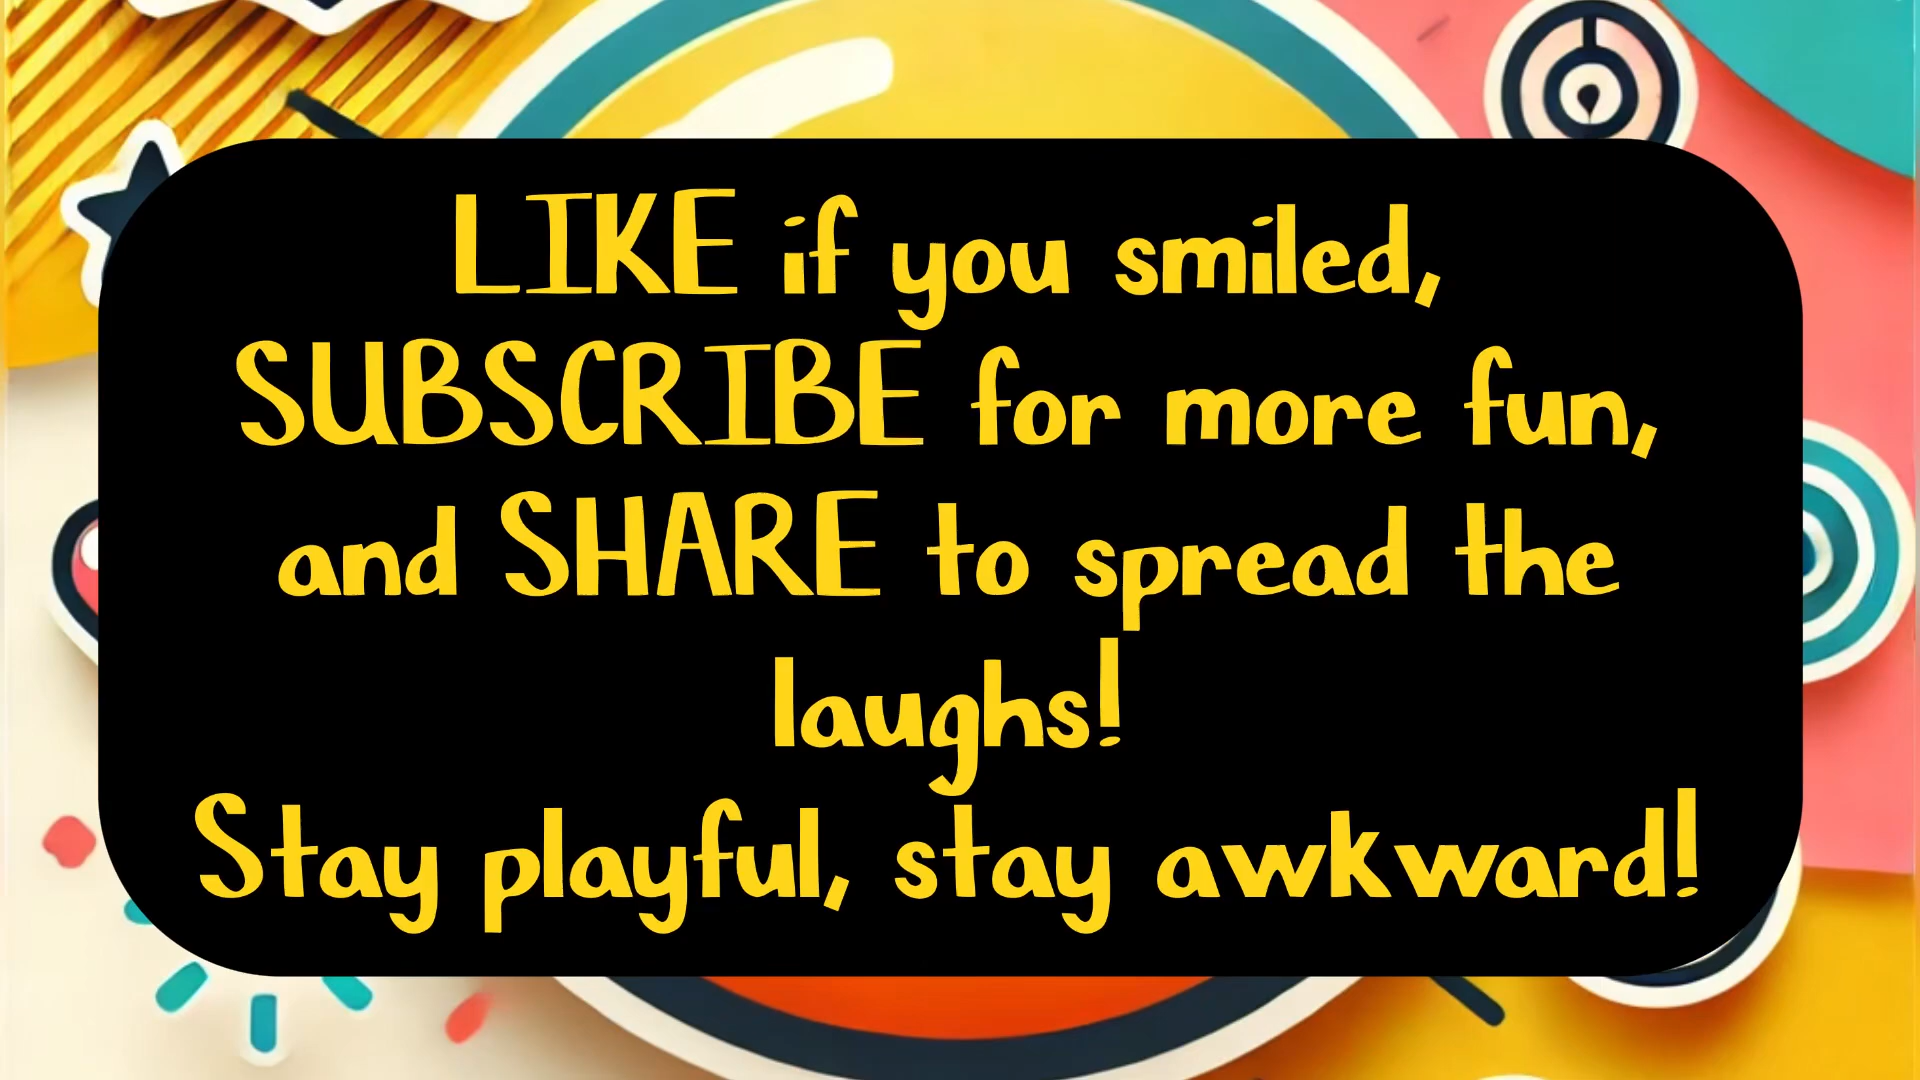 LIKE if you smiled,
SUBSCRIBE for more fun,
and SHARE to spread the
laughs!
Stay playful, stay awkward!